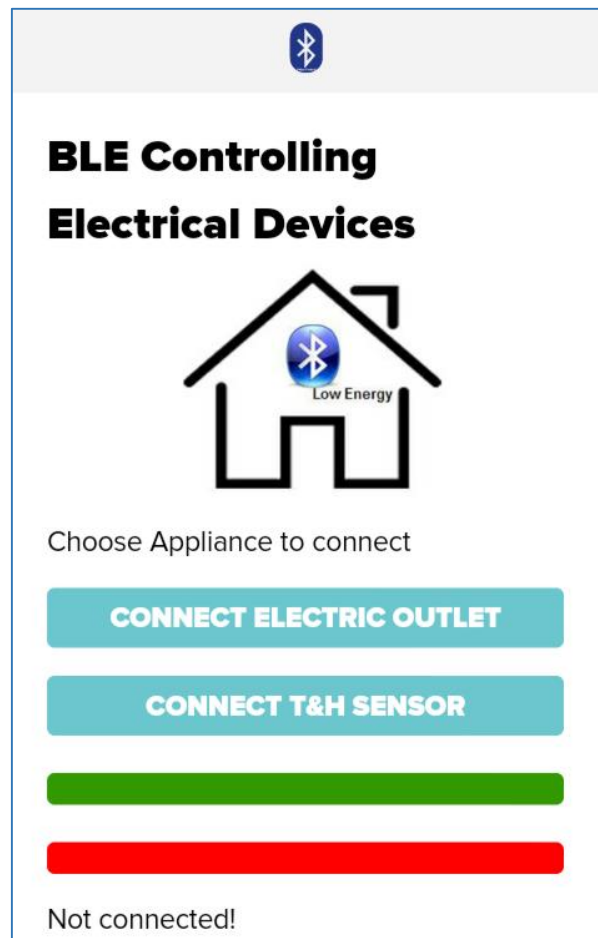 BLE Controlling
Electrical Devices
Low Energy
Choose Appliance to connect
CONNECT ELECTRIC OUTLET
CONNECT T&H SENSOR
Not connected!